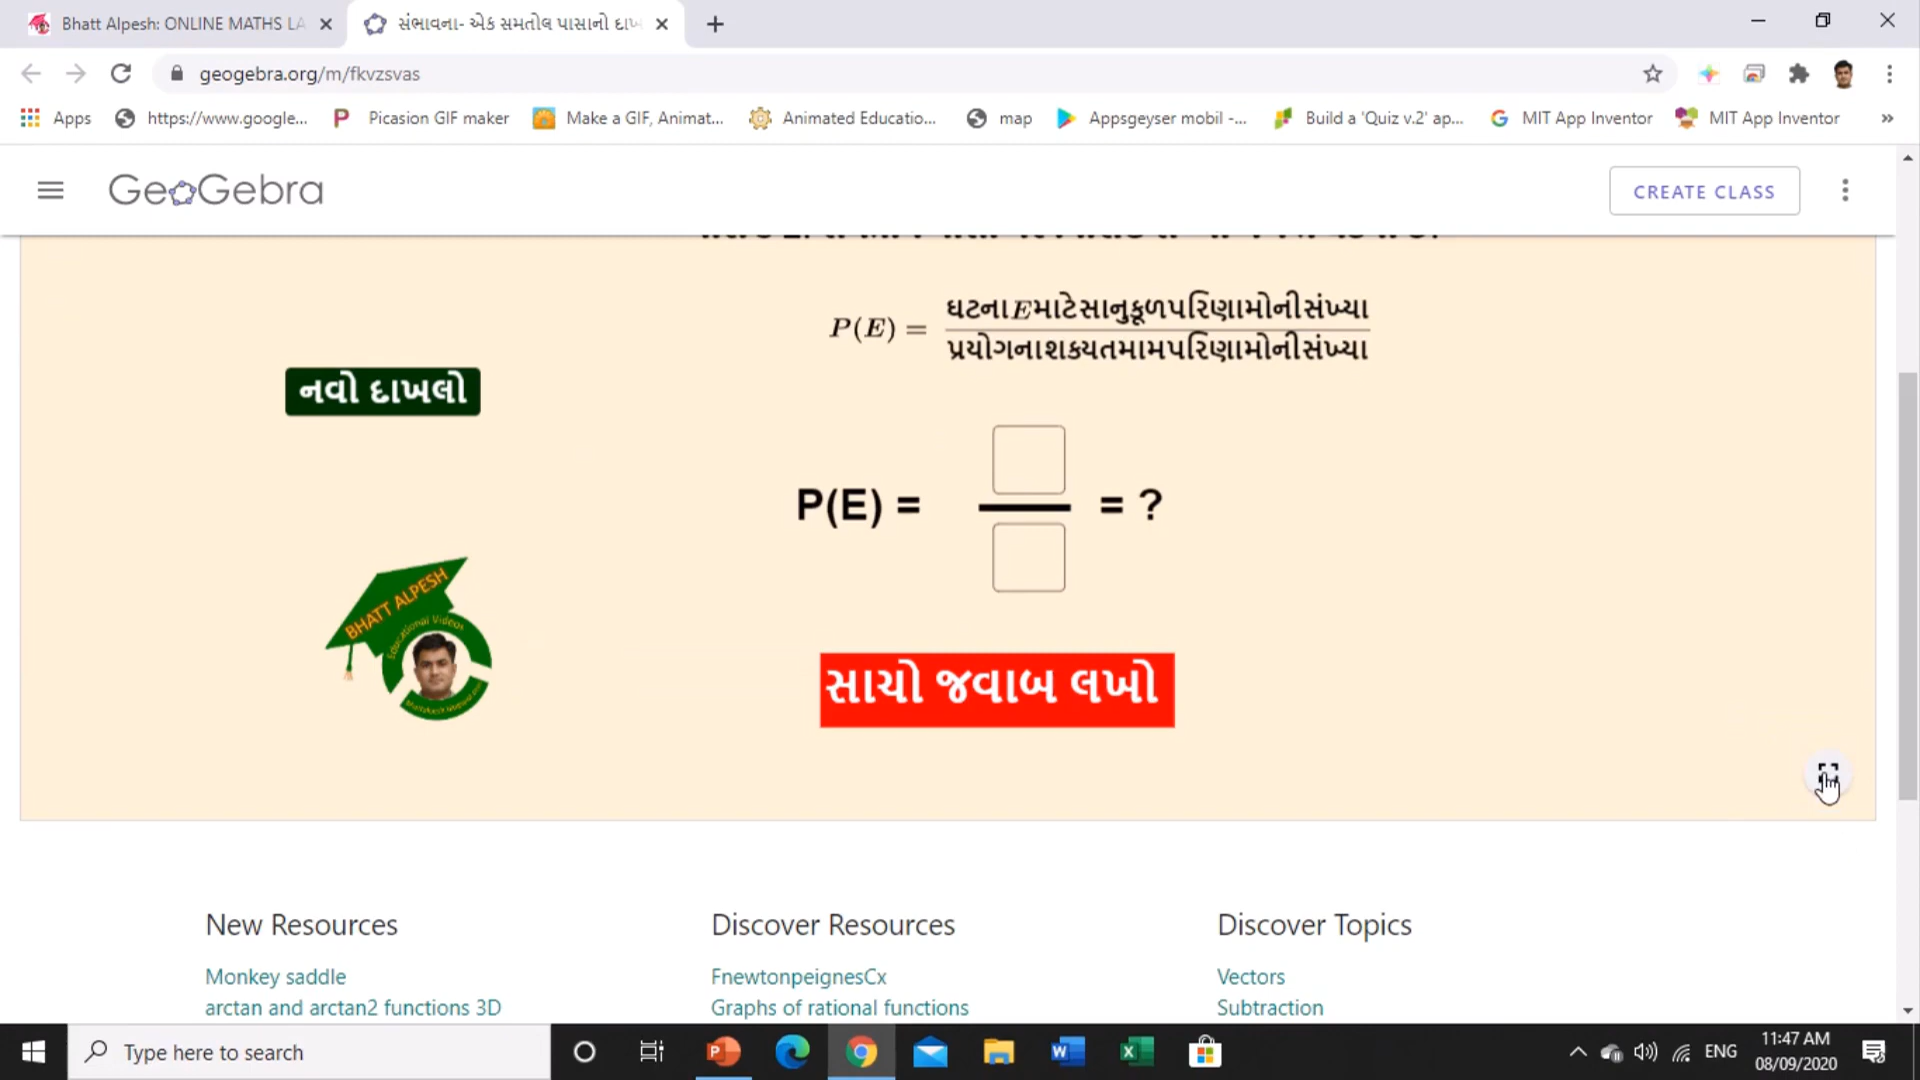 Bhatt Alpesh: ONLINE MATHS LA
સંભાવના- એક સમતોલ પાસાનો દાખ
geogebra.org/m/fkvzsvas
Apps
https://www.google...
Picasion GIF maker
Make a GIF, Animat...
Animated Educatio...
map
Appsgeyser mobil -...
Build a 'Quiz v.2' ap...
MIT App Inventor
MIT App Inventor
GeoGebra
CREATE CLASS
P(E) = ઘટનાEમાટેસાનુકૂળપરિણામોનીસંખ્યા
પ્રયોગનાશક્યતમામપરિણામોનીસંખ્યા
નવો દાખલો
P(E) = = ?
BHATT ALPESH
Educational Videos
સાચો જવાબ લખો
New Resources
Monkey saddle
arctan and arctan2 functions 3D
Discover Resources
FnewtonpeignesCx
Graphs of rational functions
Discover Topics
Vectors
Subtraction
Type here to search
ENG
11:47 AM
08/09/2020